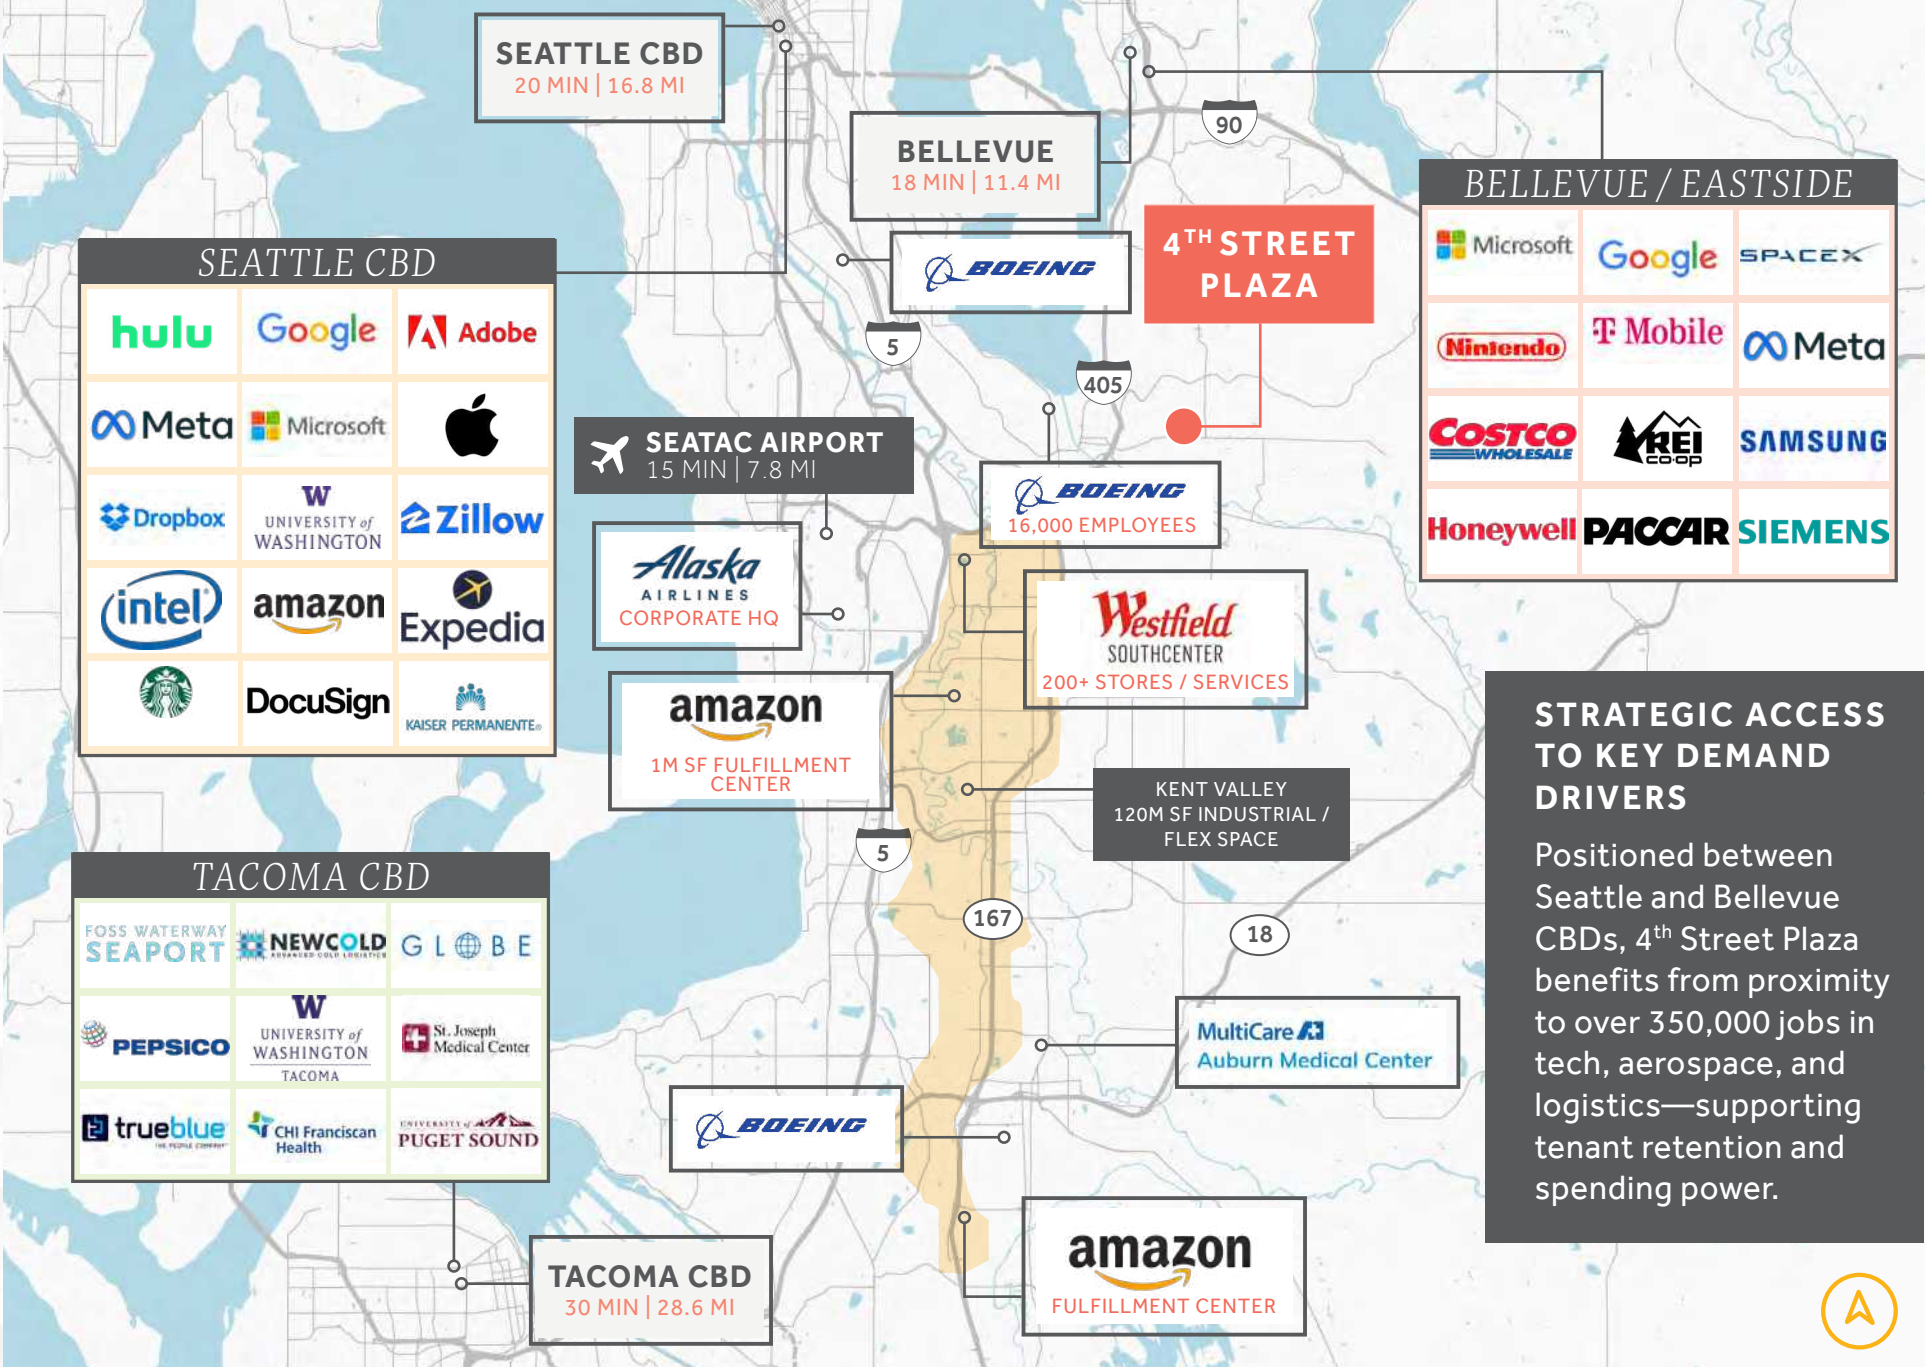 SEATTLE CBD
20 MIN | 16.8 MI
BELLEVUE
18 MIN | 11.4 MI
90
BELLEVUE / EASTSIDE
Microsoft
Google
SPACEX
Nintendo
T Mobile
Meta
COSTCO
WHOLESALE
REI
CO·OP
SAMSUNG
Honeywell
PACCAR
SIEMENS
4TH STREET
PLAZA
BOEING
5
405
SEATTLE CBD
hulu
Google
Adobe
Meta
Microsoft
Dropbox
W
UNIVERSITY of
WASHINGTON
Zillow
intel
amazon
Expedia
DocuSign
KAISER PERMANENTE®
SEATAC AIRPORT
15 MIN | 7.8 MI
BOEING
16,000 EMPLOYEES
Alaska
AIRLINES
CORPORATE HQ
Westfield
SOUTHCENTER
200+ STORES / SERVICES
amazon
1M SF FULFILLMENT
CENTER
KENT VALLEY
120M SF INDUSTRIAL /
FLEX SPACE
5
167
18
STRATEGIC ACCESS
TO KEY DEMAND
DRIVERS
Positioned between
Seattle and Bellevue
CBDs, 4th Street Plaza
benefits from proximity
to over 350,000 jobs in
tech, aerospace, and
logistics—supporting
tenant retention and
spending power.
TACOMA CBD
FOSS WATERWAY
SEAPORT
NEWCOLD
ADVANCED COLD LOGISTICS
GLOBE
PEPSICO
W
UNIVERSITY of
WASHINGTON
TACOMA
St. Joseph
Medical Center
trueblue
THE PEOPLE COMPANY
CHI Franciscan
Health
UNIVERSITY of
PUGET SOUND
MultiCare
Auburn Medical Center
BOEING
amazon
FULFILLMENT CENTER
TACOMA CBD
30 MIN | 28.6 MI